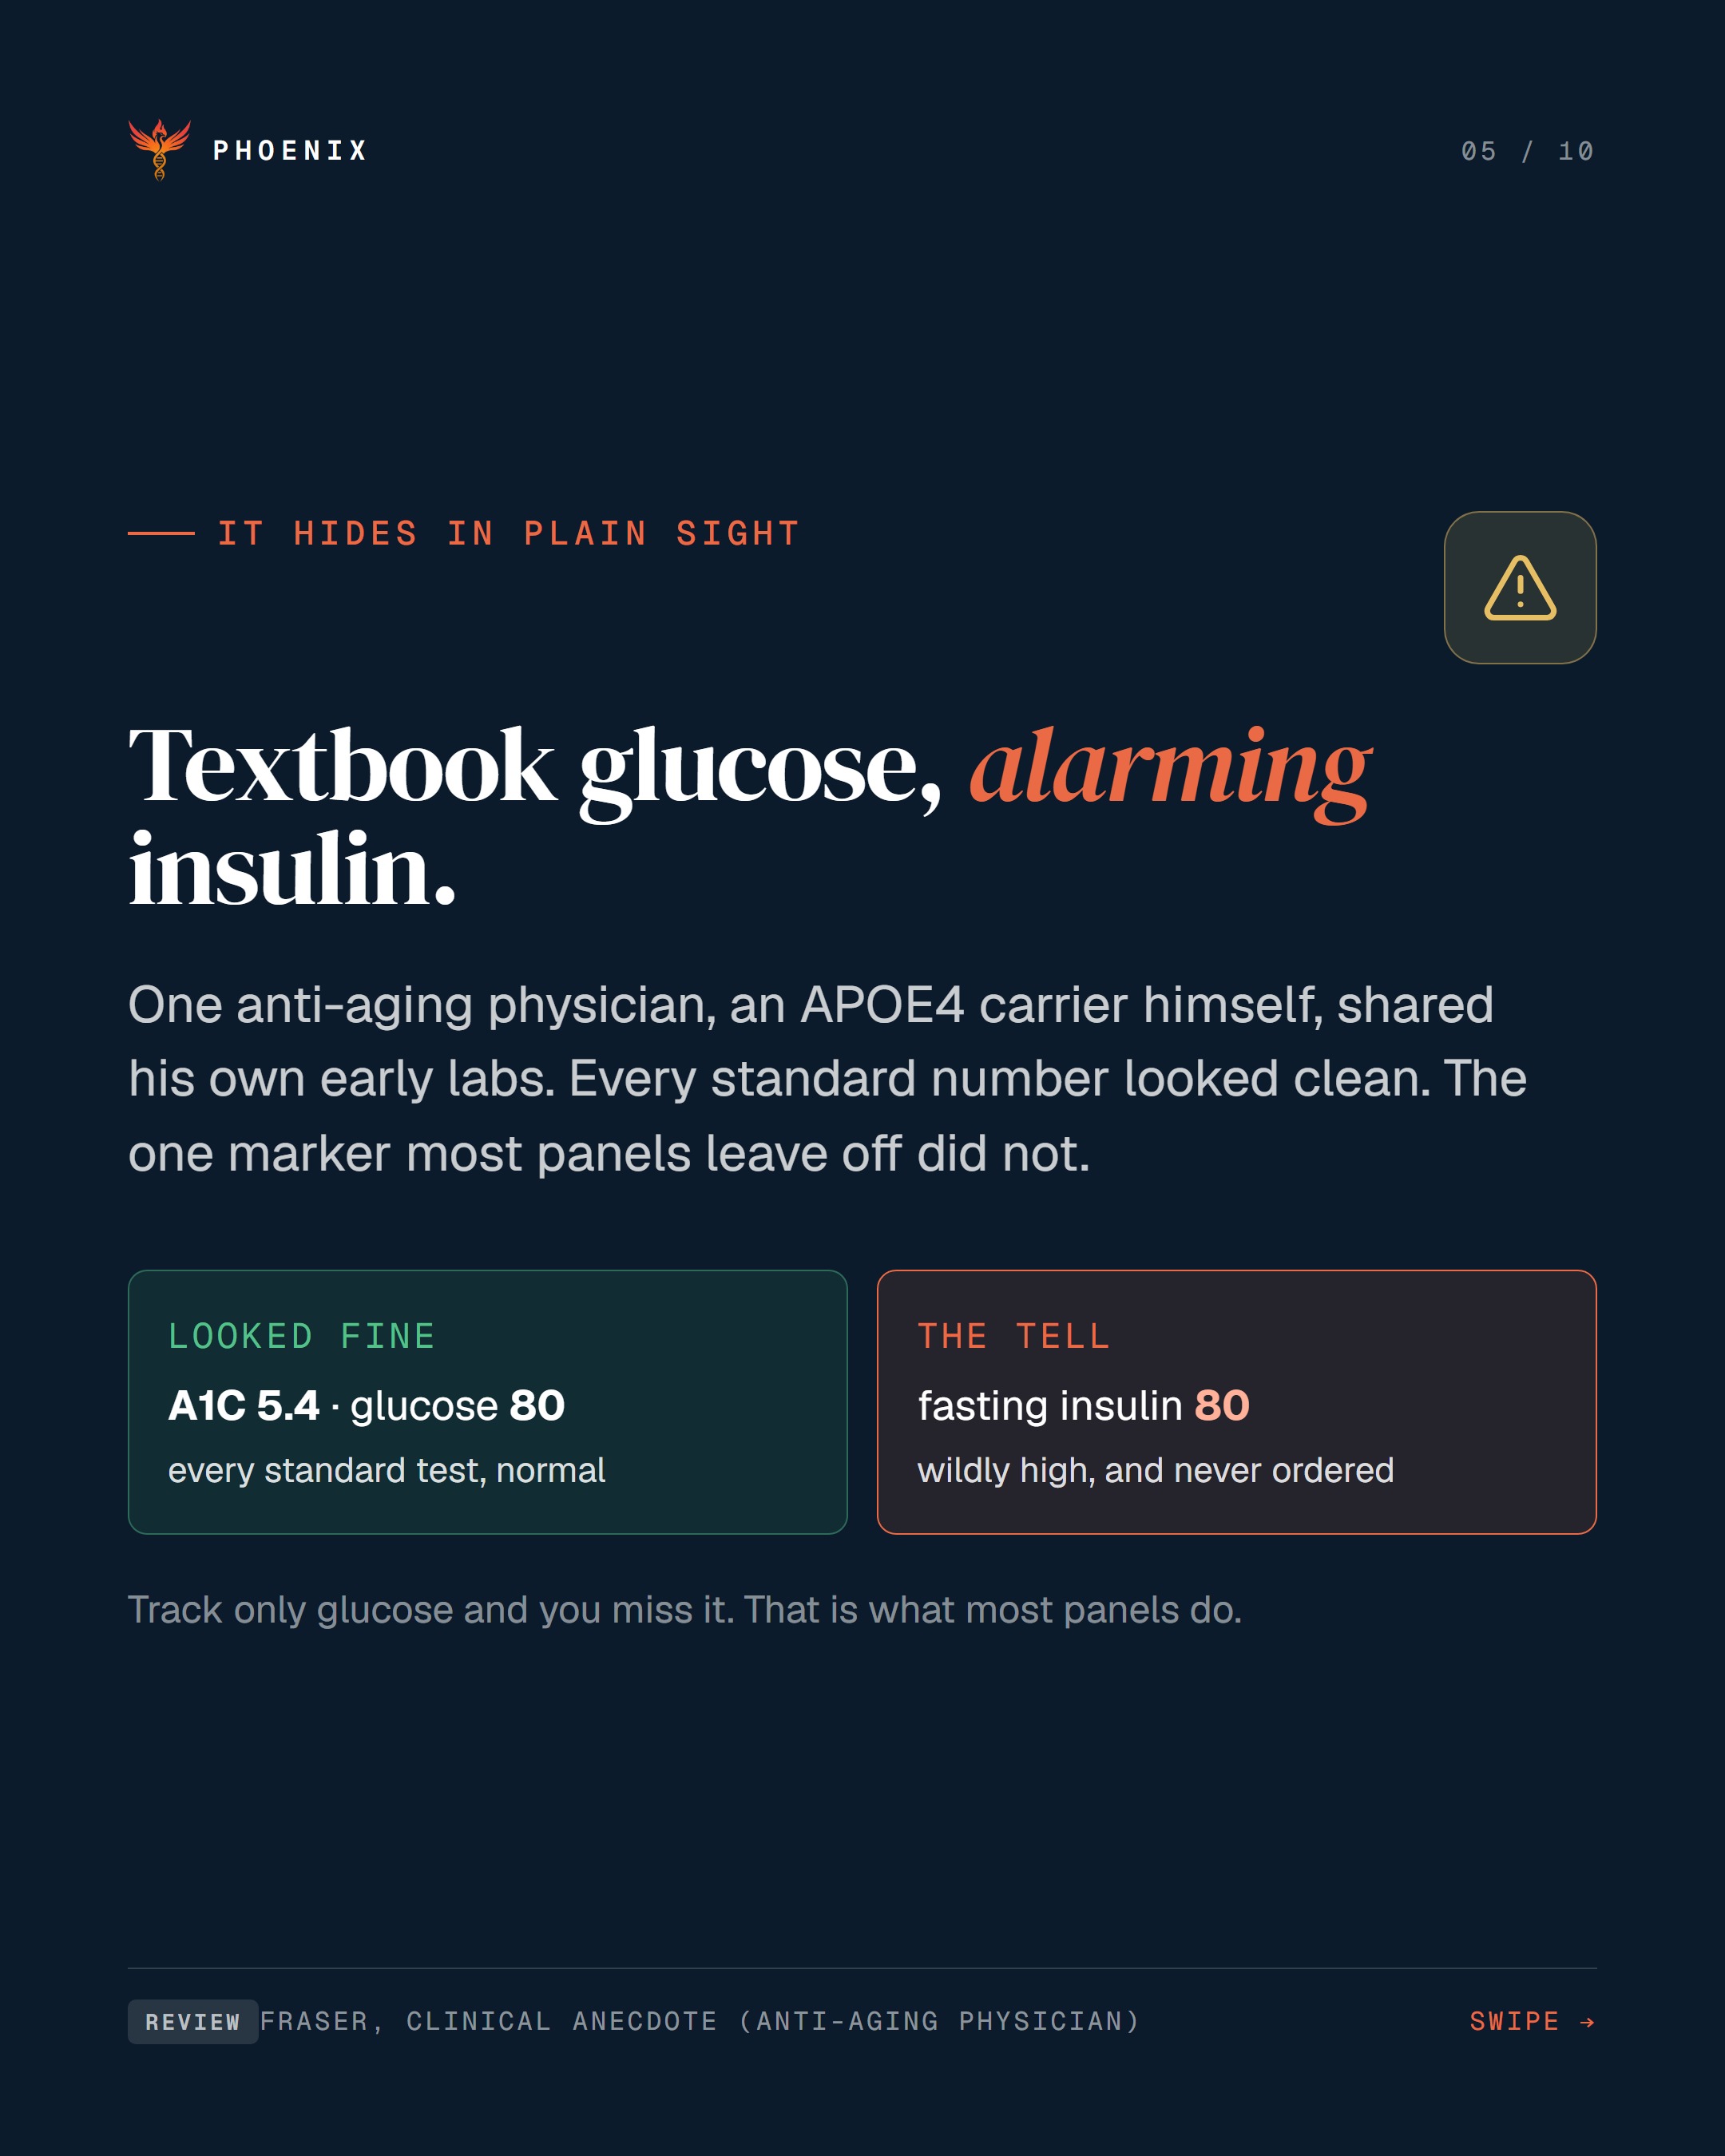 PHOENIX
05 / 10
IT HIDES IN PLAIN SIGHT
Textbook glucose, alarming
insulin.
One anti-aging physician, an APOE4 carrier himself, shared
his own early labs. Every standard number looked clean. The
one marker most panels leave off did not.
LOOKED FINE
A1C 5.4 · glucose 80
every standard test, normal
THE TELL
fasting insulin 80
wildly high, and never ordered
Track only glucose and you miss it. That is what most panels do.
REVIEW FRASER, CLINICAL ANECDOTE (ANTI-AGING PHYSICIAN)
SWIPE →